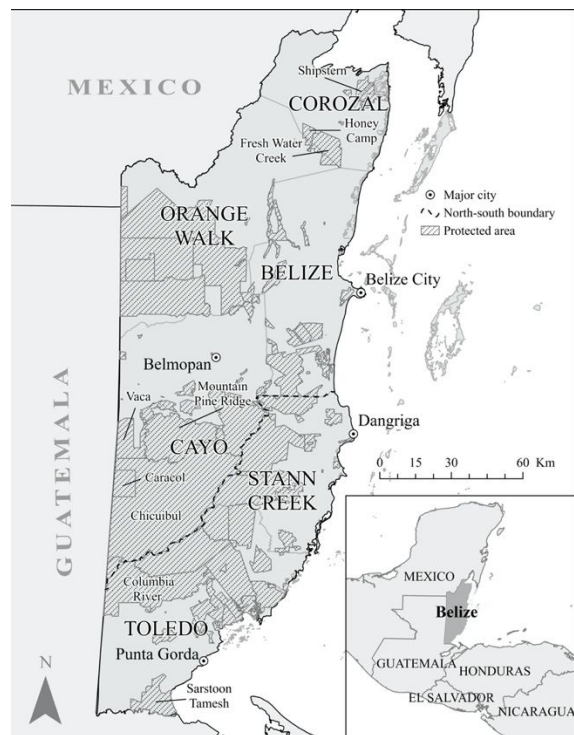 MEXICO
Shipstern
COROZAL
Honey
Camp
Fresh Water
Creek
ORANGE
WALK
Major city
North-south boundary
Protected area
BELIZE
Belize City
Belmopan
Mountain
Pine Ridge
Vaca
Dangriga
CAYO
0 15 30 60 Km
STANN
CREEK
Caracol
Chicuibul
GUATEMALA
Columbia
River
TOLEDO
Punta Gorda
Sarstoon
Tamesh
N
MEXICO
Belize
GUATEMALA
HONDURAS
EL SALVADOR
NICARAGUA